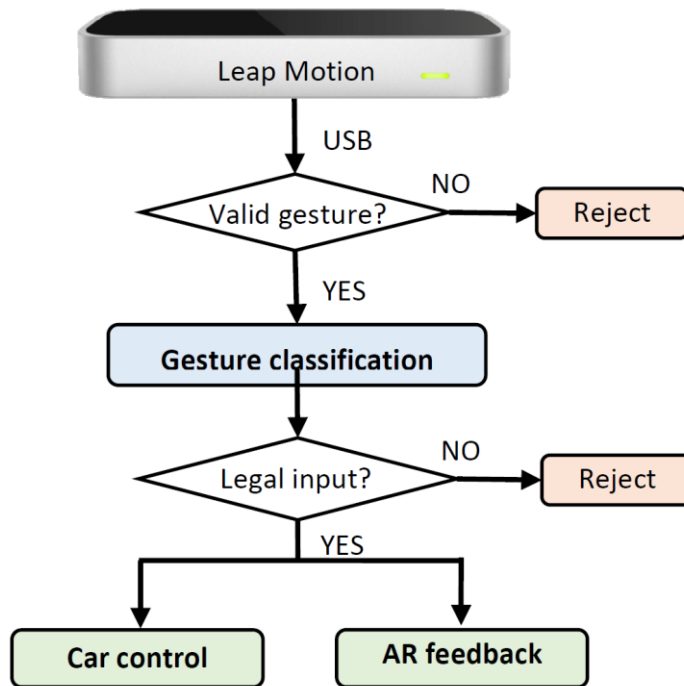 Leap Motion
USB
Valid gesture?
NO
Reject
YES
Gesture classification
Legal input?
NO
Reject
YES
Car control
AR feedback